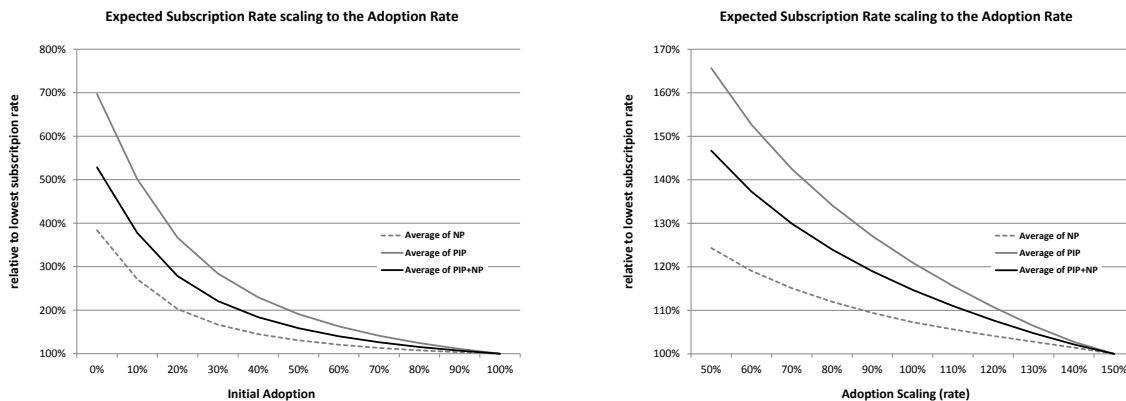 Expected Subscription Rate scaling to the Adoption Rate
800%
700%
600%
500%
400%
300%
200%
100%
relative to lowest subscritpion rate
Average of NP
Average of PIP
Average of PIP+NP
0% 10% 20% 30% 40% 50% 60% 70% 80% 90% 100%
Initial Adoption
Expected Subscription Rate scaling to the Adoption Rate
170%
160%
150%
140%
130%
120%
110%
100%
relative to lowest subscritpion rate
Average of NP
Average of PIP
Average of PIP+NP
50% 60% 70% 80% 90% 100% 110% 120% 130% 140% 150%
Adoption Scaling (rate)